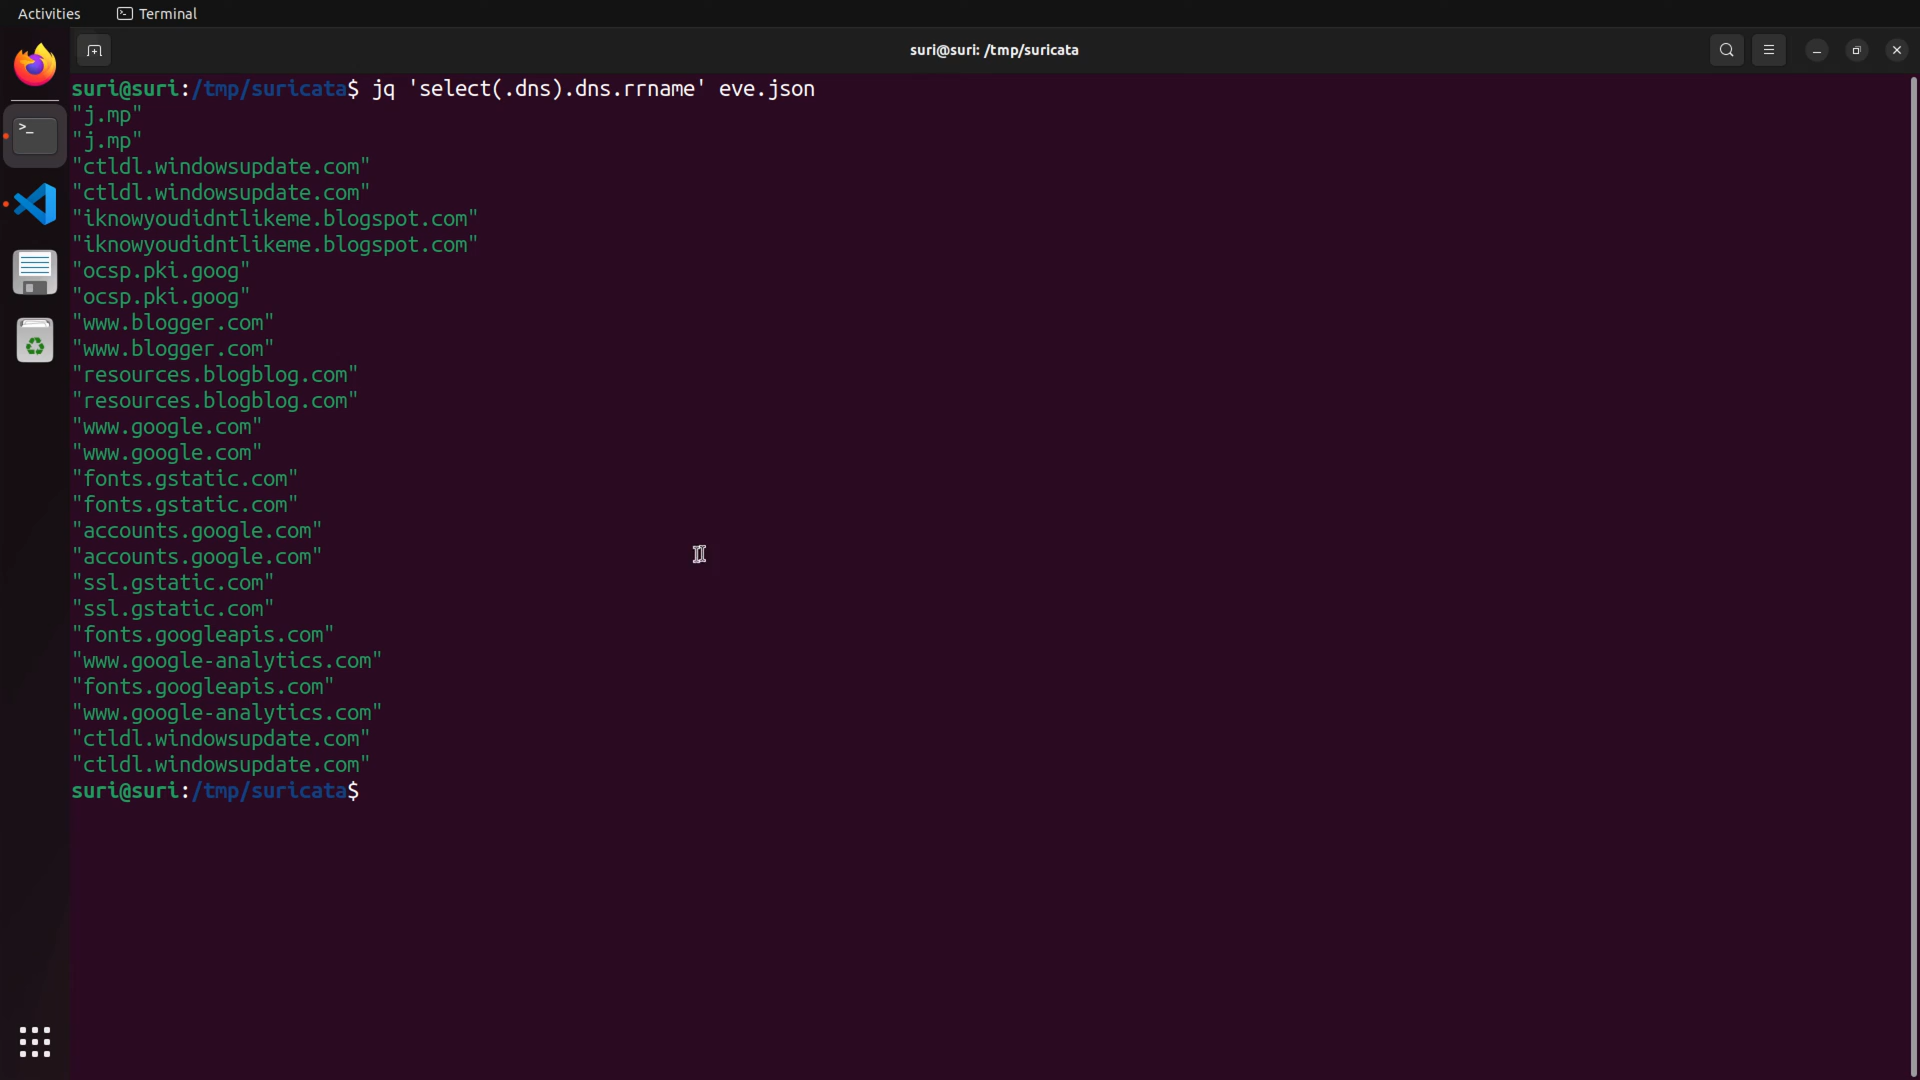 Activities
Terminal
suri@suri: /tmp/suricata
suri@suri:/tmp/suricata$ jq 'select(.dns).dns.rrname' eve.json
"j.mp"
"j.mp"
"ctldl.windowsupdate.com"
"ctldl.windowsupdate.com"
"iknowyoudidntlikeme.blogspot.com"
"iknowyoudidntlikeme.blogspot.com"
"ocsp.pki.goog"
"ocsp.pki.goog"
"www.blogger.com"
"www.blogger.com"
"resources.blogblog.com"
"resources.blogblog.com"
"www.google.com"
"www.google.com"
"fonts.gstatic.com"
"fonts.gstatic.com"
"accounts.google.com"
"accounts.google.com"
"ssl.gstatic.com"
"ssl.gstatic.com"
"fonts.googleapis.com"
"www.google-analytics.com"
"fonts.googleapis.com"
"www.google-analytics.com"
"ctldl.windowsupdate.com"
"ctldl.windowsupdate.com"
suri@suri:/tmp/suricata$